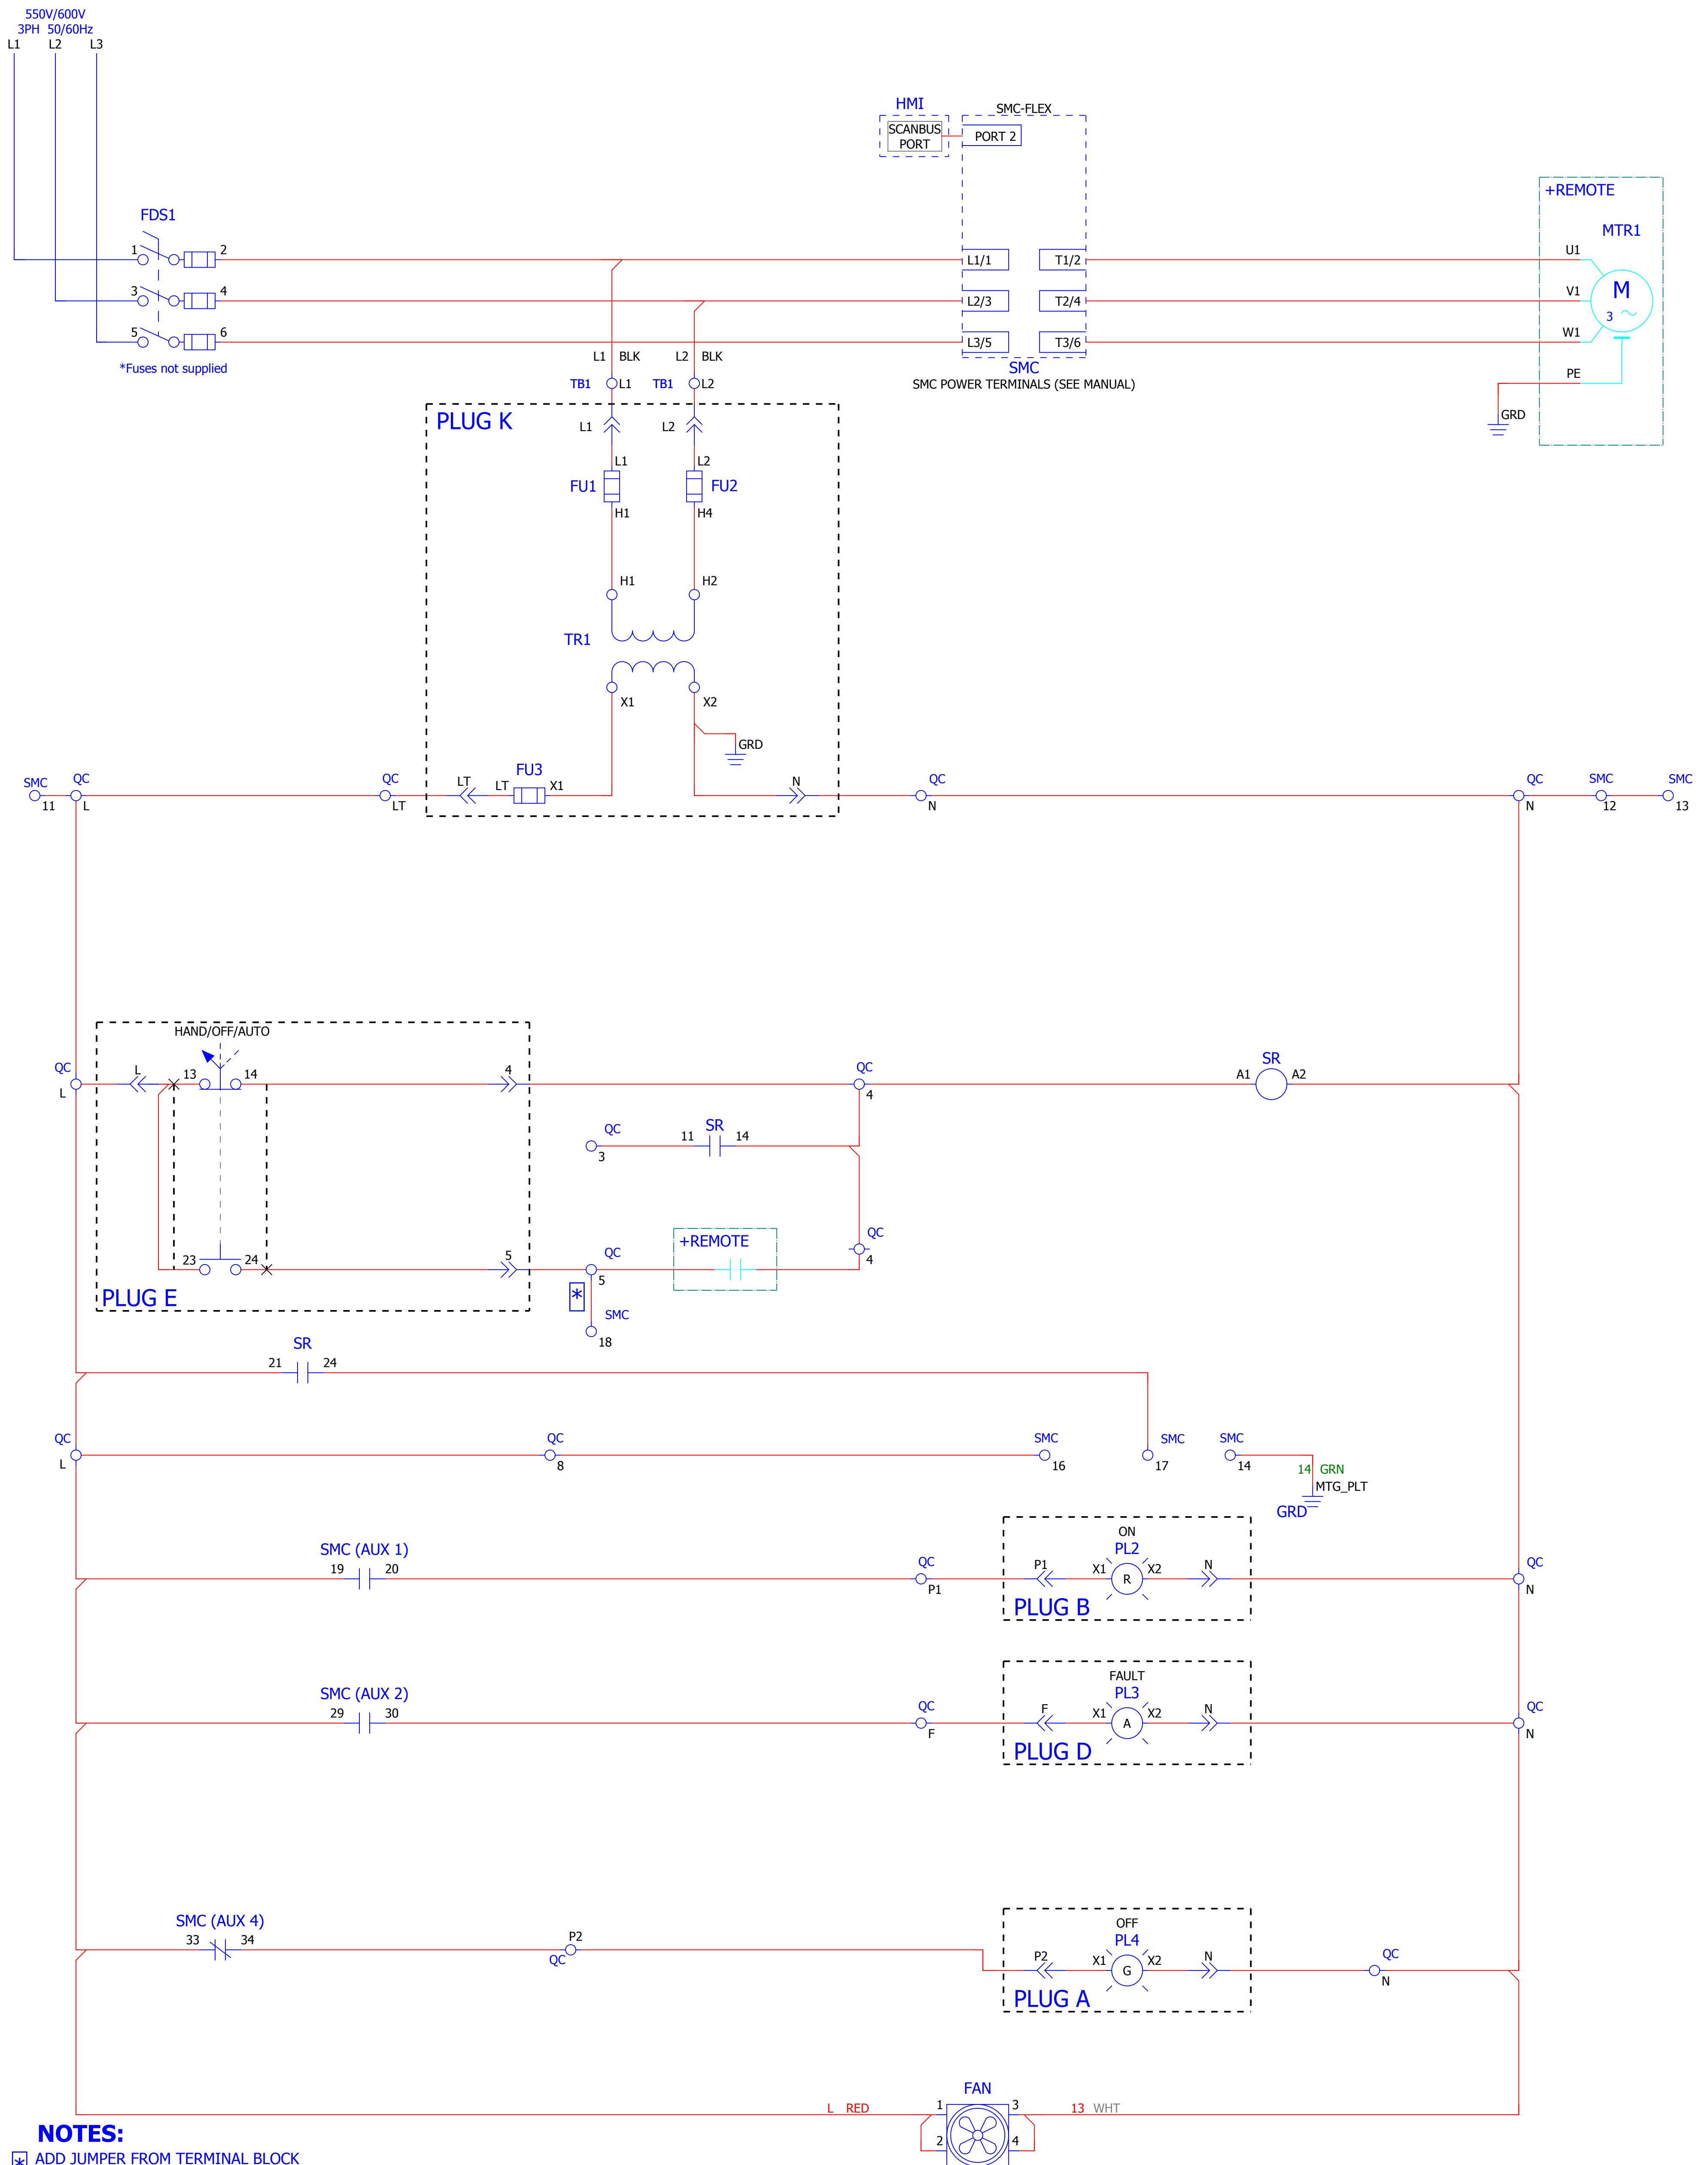 550V/600V
3PH 50/60Hz
L1 L2 L3
HMI
SMC-FLEX
SCANBUS
PORT
PORT 2
+REMOTE
MTR1
FDS1
1 2
L1/1 T1/2
U1
3 4
L2/3 T2/4
V1
M
3
5 6
L3/5 T3/6
W1
*Fuses not supplied
L1 BLK L2 BLK
SMC
SMC POWER TERMINALS (SEE MANUAL)
PE
GRD
TB1 L1 TB1 L2
PLUG K
L1 L2
L1 L2
FU1 FU2
H1 H4
H1 H2
TR1
X1 X2
GRD
FU3
SMC QC QC LT LT X1 N QC QC SMC SMC
11 L LT N N 12 13
HAND/OFF/AUTO
QC L 13 14 4 QC SR
L 4 A1 A2
QC 11 SR 14
3
+REMOTE
QC
4
23 24 5 QC
5
PLUG E
*
SMC
18
SR
21 24
QC QC SMC SMC SMC
L 8 16 17 14
14 GRN
MTG_PLT
GRD
ON
SMC (AUX 1)
19 20
QC
P1
P1 X1 PL2 X2 N
R
PLUG B
QC
N
FAULT
SMC (AUX 2)
29 30
QC
F
F X1 PL3 X2 N
A
PLUG D
QC
N
OFF
SMC (AUX 4)
33 34
P2
QC
P2 X1 PL4 X2 N
G
PLUG A
QC
N
FAN
L RED 1 3 13 WHT
2 4
NOTES:
* ADD JUMPER FROM TERMINAL BLOCK